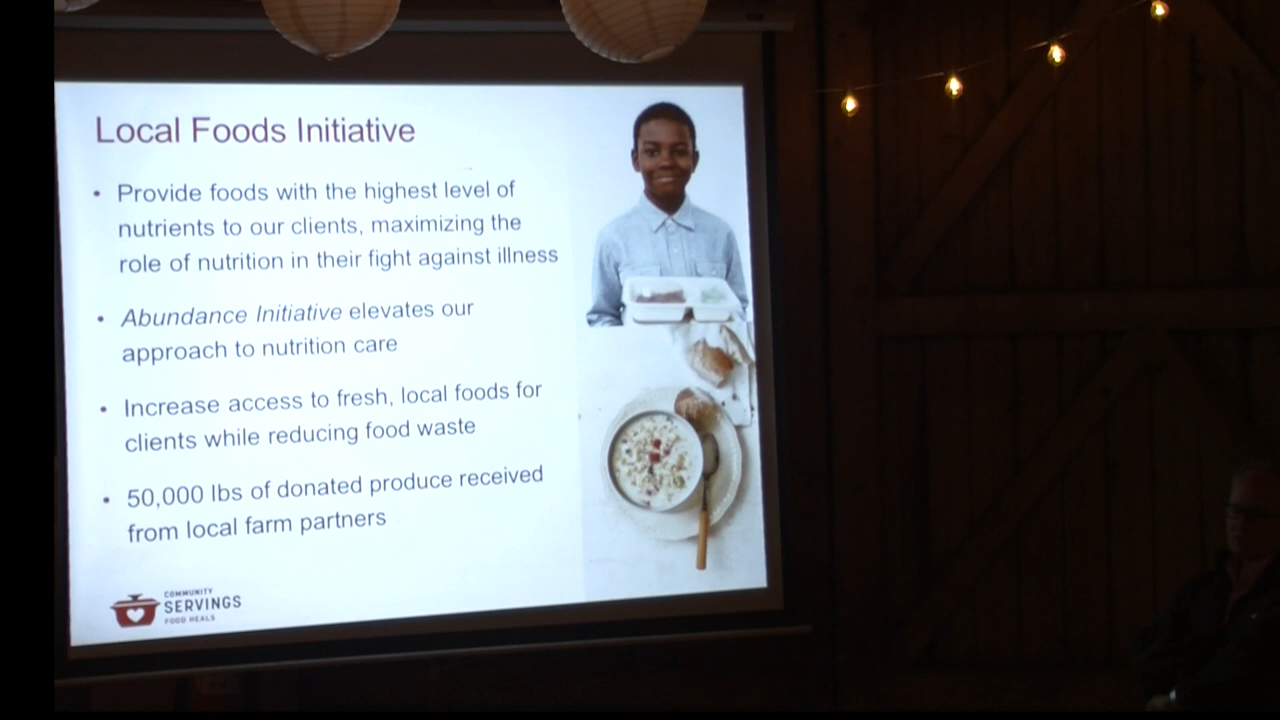 Local Foods Initiative
• Provide foods with the highest level of
nutrients to our clients, maximizing the
role of nutrition in their fight against illness
• Abundance Initiative elevates our
approach to nutrition care
• Increase access to fresh, local foods for
clients while reducing food waste
• 50,000 lbs of donated produce received
from local farm partners
COMMUNITY
SERVINGS
FOOD HEALS